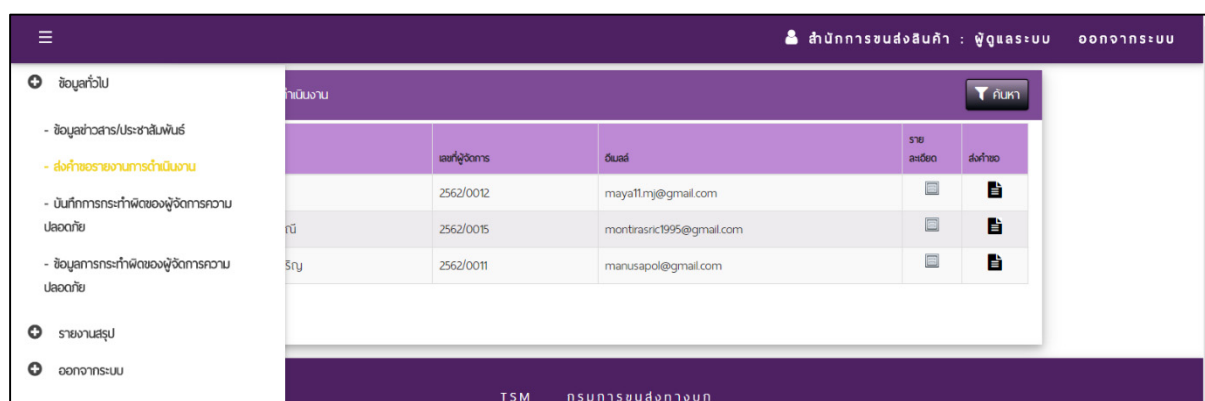 สำนักการขนส่งสินค้า : ผู้ดูแลระบบ ออกจากระบบ
ข้อมูลทั่วไป
- ข้อมูลข่าวสาร/ประชาสัมพันธ์
- ส่งคำขอรายงานการดำเนินงาน
- บันทึกการกระทำผิดของผู้จัดการความ
ปลอดภัย
- ข้อมูลการกระทำผิดของผู้จัดการความ
ปลอดภัย
รายงานสรุป
ออกจากระบบ
ดำเนินงาน ค้นหา
เลขที่ผู้จัดการ อีเมลล์ ราย
ละเอียด ส่งคำขอ
2562/0012 maya11.mj@gmail.com
2562/0015 montirasric1995@gmail.com
2562/0011 manusapol@gmail.com
TSM กรมการขนส่งทางบก